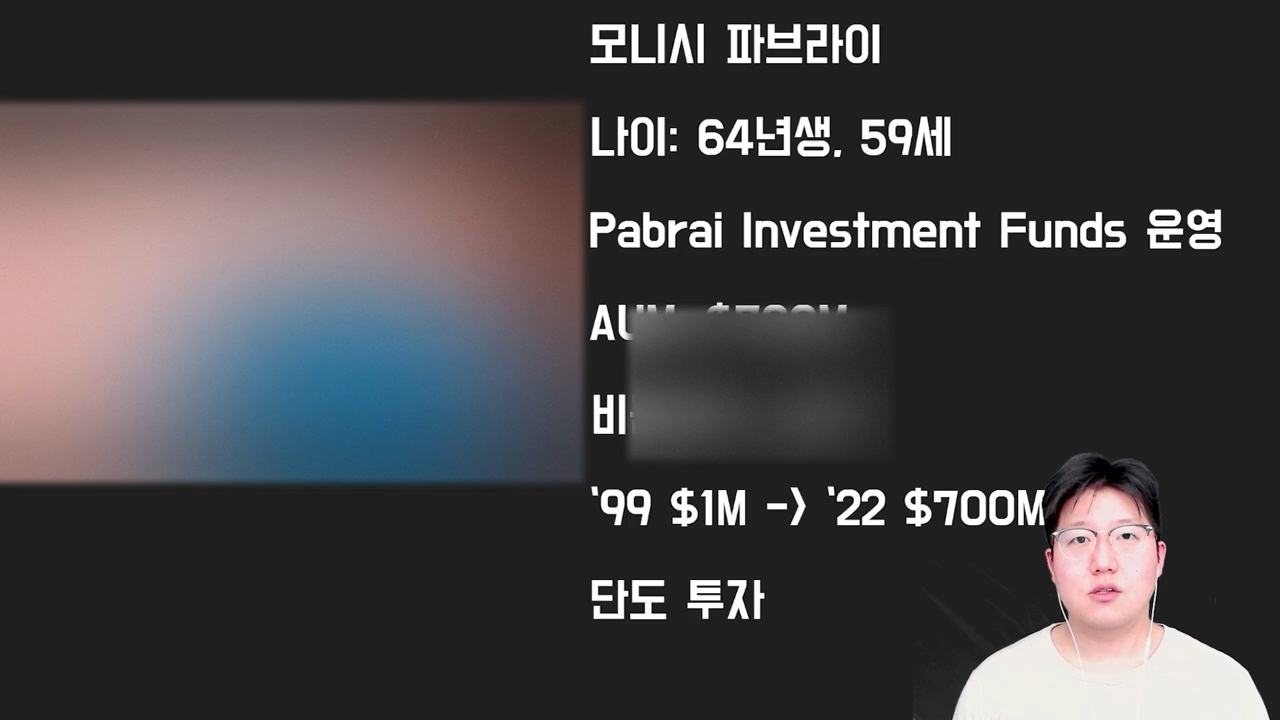 모니시 파브라이
나이: 64년생, 59세
Pabrai Investment Funds 운영
'99 $1M -> '22 $700M
단도 투자